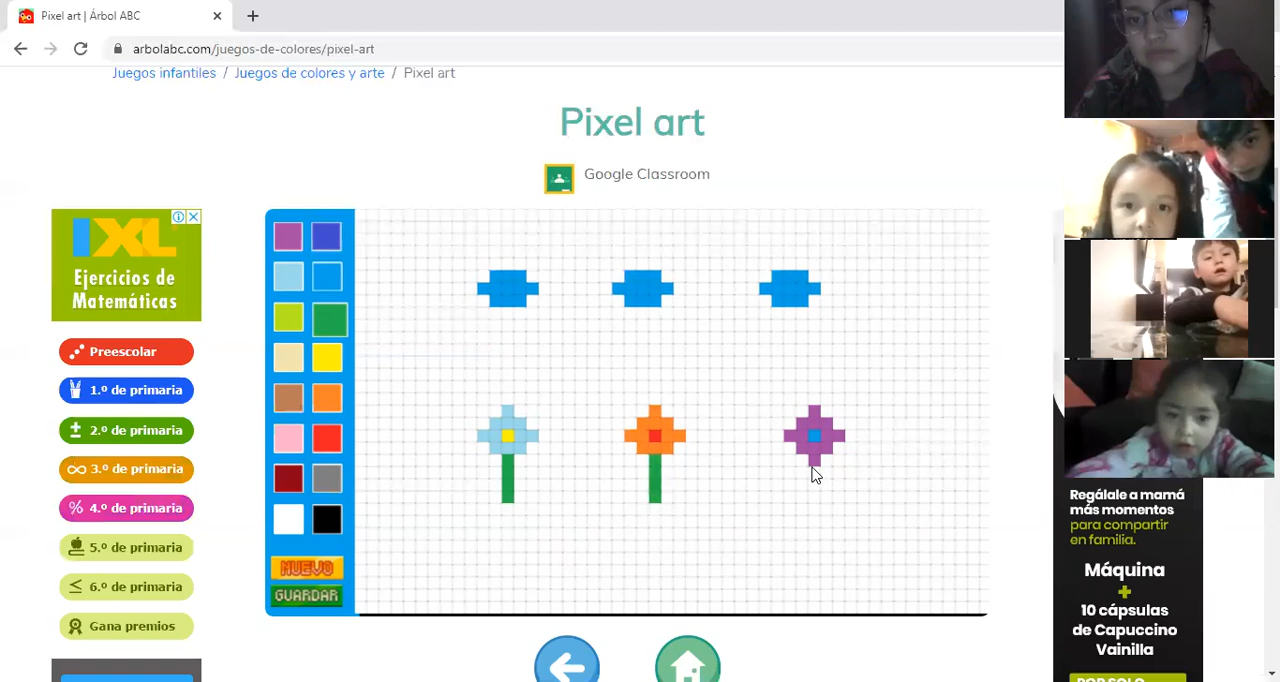 Pixel art | Árbol ABC
arbolabc.com/juegos-de-colores/pixel-art
Juegos infantiles / Juegos de colores y arte / Pixel art
Pixel art
Google Classroom
IXL
Ejercicios de
Matemáticas
Preescolar
1.º de primaria
2.º de primaria
3.º de primaria
4.º de primaria
5.º de primaria
6.º de primaria
Gana premios
NUEVO
GUARDAR
Regálale a mamá
más momentos
para compartir
en familia.
Máquina
+
10 cápsulas
de Capuccino
Vainilla
POR SOLO